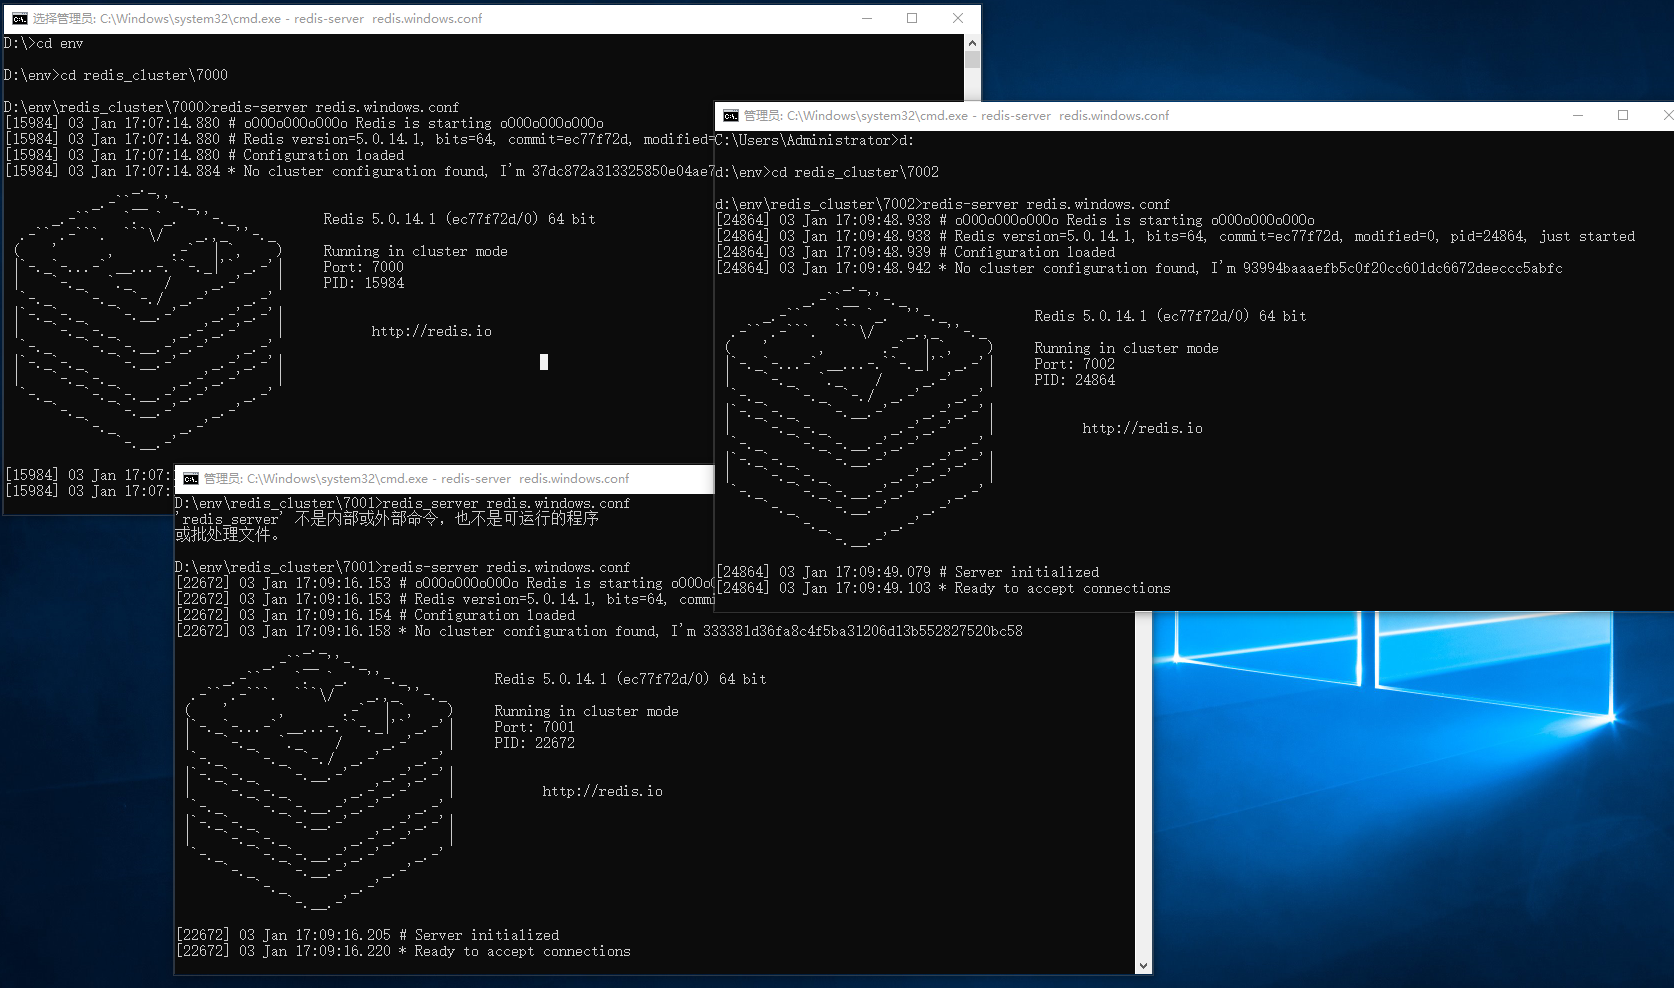 选择管理员: C:\Windows\system32\cmd.exe - redis-server  redis.windows.conf
D:\>cd env
D:\env>cd redis_cluster\7000
D:\env\redis_cluster\7000>redis-server redis.windows.conf
[15984] 03 Jan 17:07:14.880 # oO0OoO0OoO0Oo Redis is starting oO0OoO0OoO0Oo
[15984] 03 Jan 17:07:14.880 # Redis version=5.0.14.1, bits=64, commit=ec77f72d, modified=
[15984] 03 Jan 17:07:14.880 # Configuration loaded
[15984] 03 Jan 17:07:14.884 * No cluster configuration found, I'm 37dc872a313325850e04ae7
Redis 5.0.14.1 (ec77f72d/0) 64 bit
Running in cluster mode
Port: 7000
PID: 15984
http://redis.io
[15984] 03 Jan 17:07:
[15984] 03 Jan 17:07:
管理员: C:\Windows\system32\cmd.exe - redis-server  redis.windows.conf
C:\Users\Administrator>d:
d:\env>cd redis_cluster\7002
d:\env\redis_cluster\7002>redis-server redis.windows.conf
[24864] 03 Jan 17:09:48.938 # oO0OoO0OoO0Oo Redis is starting oO0OoO0OoO0Oo
[24864] 03 Jan 17:09:48.938 # Redis version=5.0.14.1, bits=64, commit=ec77f72d, modified=0, pid=24864, just started
[24864] 03 Jan 17:09:48.939 # Configuration loaded
[24864] 03 Jan 17:09:48.942 * No cluster configuration found, I'm 93994baaaefb5c0f20cc601dc6672deeccc5abfc
Redis 5.0.14.1 (ec77f72d/0) 64 bit
Running in cluster mode
Port: 7002
PID: 24864
http://redis.io
[24864] 03 Jan 17:09:49.079 # Server initialized
[24864] 03 Jan 17:09:49.103 * Ready to accept connections
管理员: C:\Windows\system32\cmd.exe - redis-server  redis.windows.conf
D:\env\redis_cluster\7001>redis_server redis.windows.conf
'redis_server' 不是内部或外部命令，也不是可运行的程序
或批处理文件。
D:\env\redis_cluster\7001>redis-server redis.windows.conf
[22672] 03 Jan 17:09:16.153 # oO0OoO0OoO0Oo Redis is starting oO0Oo
[22672] 03 Jan 17:09:16.153 # Redis version=5.0.14.1, bits=64, comm
[22672] 03 Jan 17:09:16.154 # Configuration loaded
[22672] 03 Jan 17:09:16.158 * No cluster configuration found, I'm 333381d36fa8c4f5ba31206d13b552827520bc58
Redis 5.0.14.1 (ec77f72d/0) 64 bit
Running in cluster mode
Port: 7001
PID: 22672
http://redis.io
[22672] 03 Jan 17:09:16.205 # Server initialized
[22672] 03 Jan 17:09:16.220 * Ready to accept connections